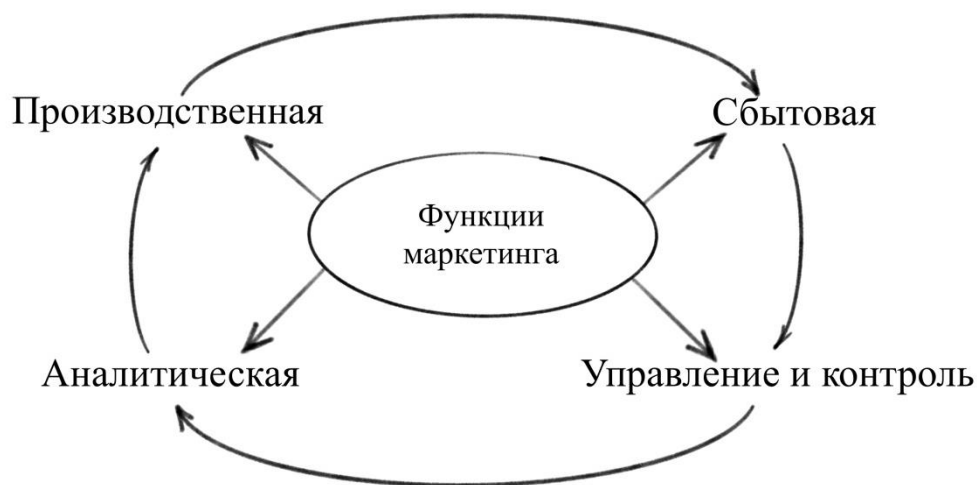 Производственная
Сбытовая
Функции
маркетинга
Аналитическая
Управление и контроль